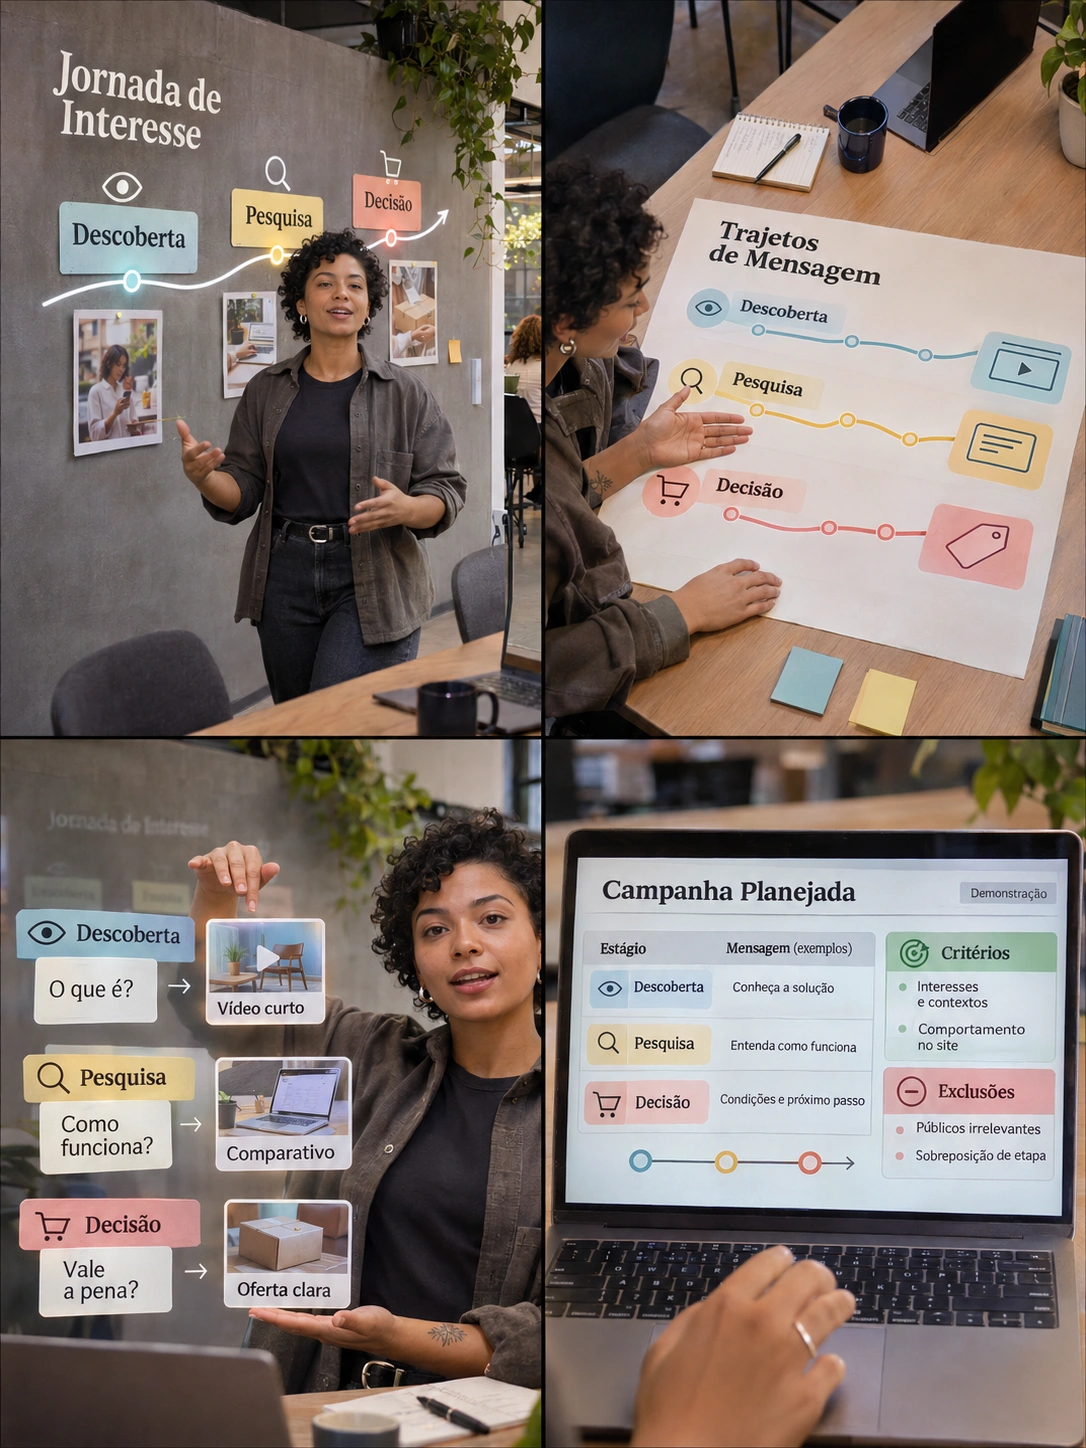 Jornada de
Interesse
Descoberta
Pesquisa
Decisão
Trajetos
de Mensagem
Descoberta
Pesquisa
Decisão
Jornada de Interesse
Descoberta
Pesquisa
Descoberta
O que é?
Vídeo curto
Pesquisa
Como
funciona?
Comparativo
Decisão
Vale
a pena?
Oferta clara
Campanha Planejada
Demonstração
Estágio
Mensagem (exemplos)
Descoberta
Conheça a solução
Pesquisa
Entenda como funciona
Decisão
Condições e próximo passo
Critérios
Interesses
e contextos
Comportamento
no site
Exclusões
Públicos irrelevantes
Sobreposição de etapa